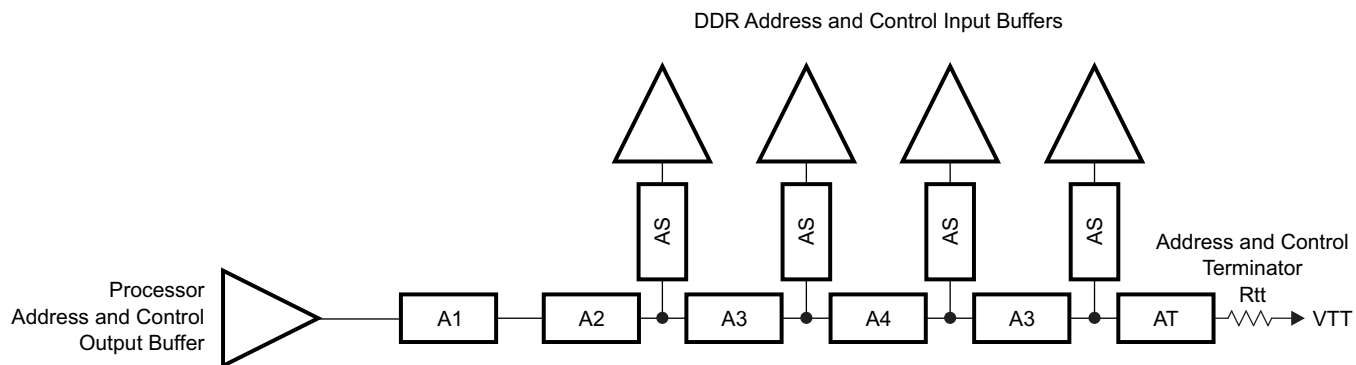 DDR Address and Control Input Buffers
AS
AS
AS
AS
Address and Control
Terminator
Rtt
Processor
Address and Control
Output Buffer
A1
A2
A3
A4
A3
AT
VTT